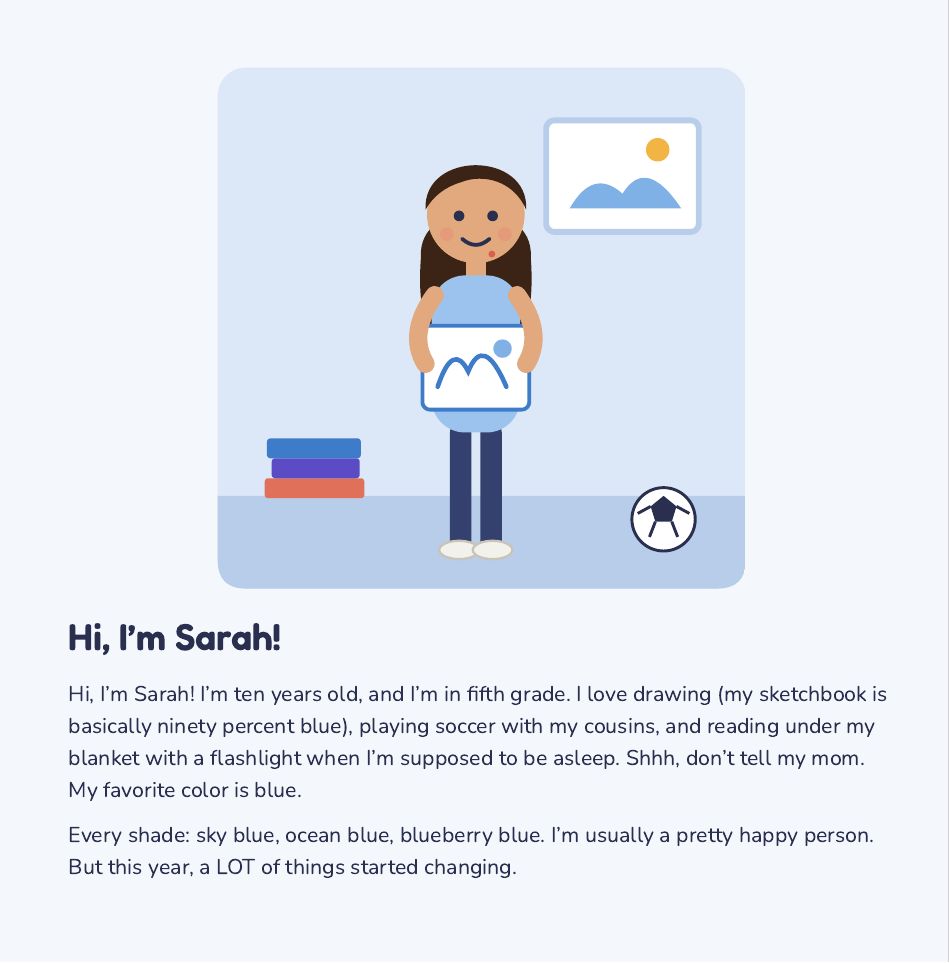 Hi, I’m Sarah!
Hi, I’m Sarah! I’m ten years old, and I’m in fifth grade. I love drawing (my sketchbook is
basically ninety percent blue), playing soccer with my cousins, and reading under my
blanket with a flashlight when I’m supposed to be asleep. Shhh, don’t tell my mom.
My favorite color is blue.
Every shade: sky blue, ocean blue, blueberry blue. I’m usually a pretty happy person.
But this year, a LOT of things started changing.